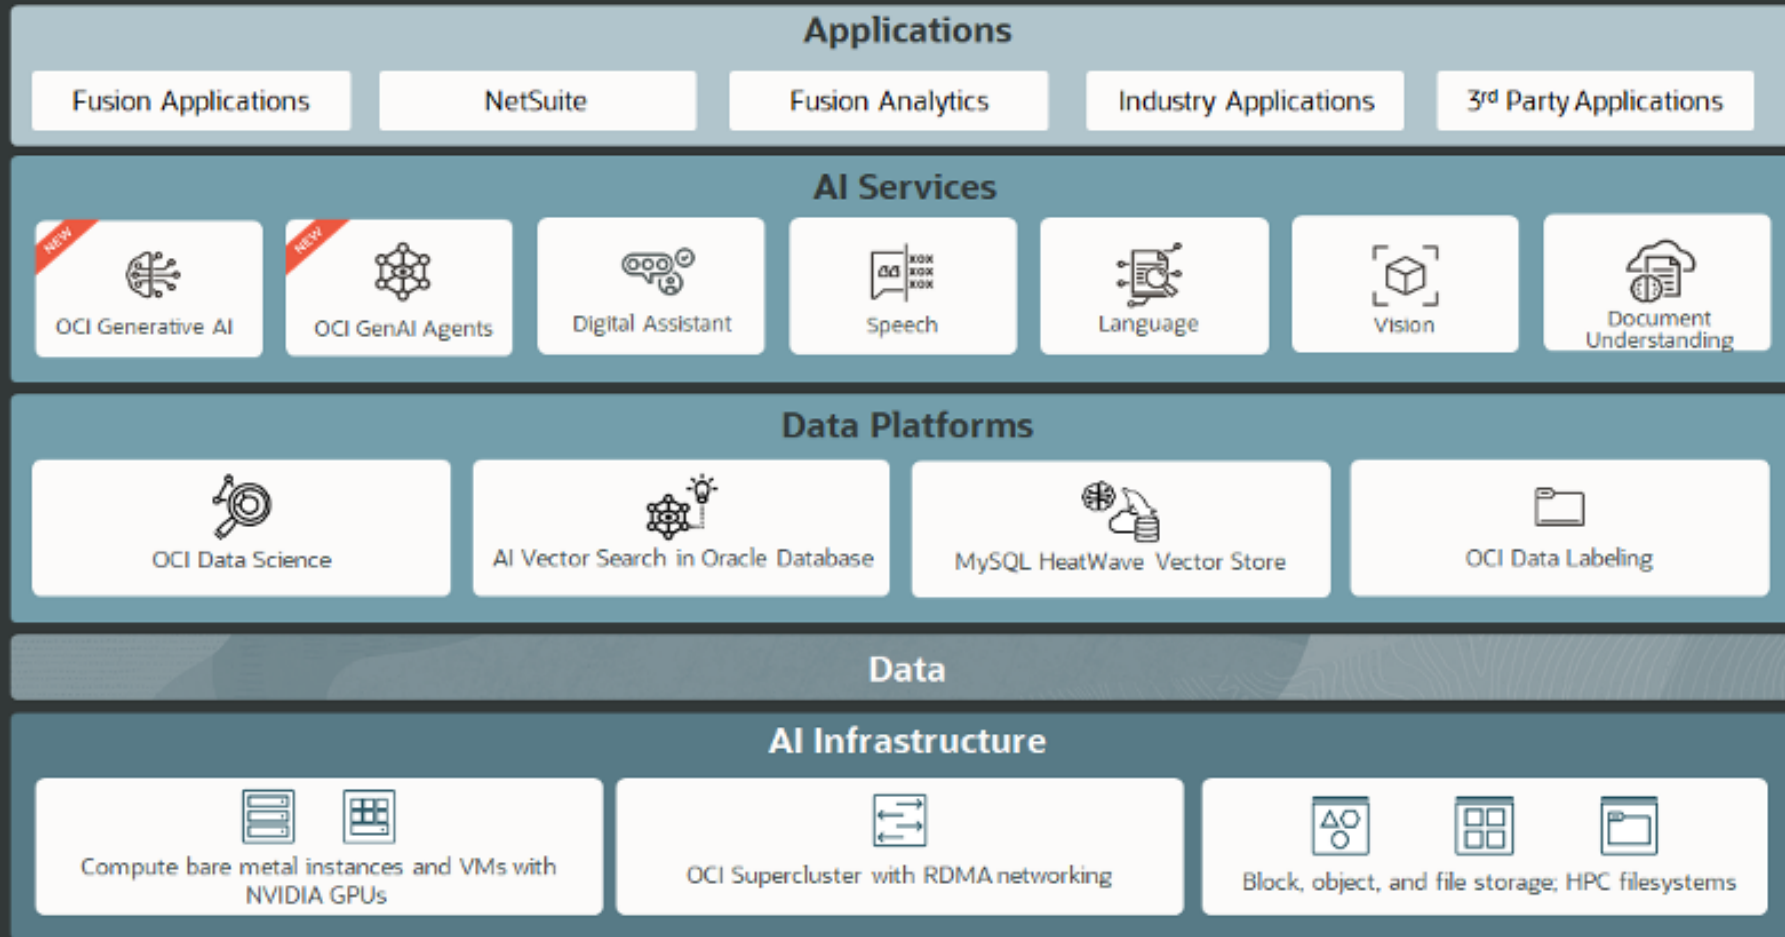 Applications
Fusion Applications
NetSuite
Fusion Analytics
Industry Applications
3rd Party Applications
AI Services
NEW
OCI Generative AI
NEW
OCI GenAI Agents
Digital Assistant
Speech
XOX
XOX
XOX
Language
Vision
Document
Understanding
Data Platforms
OCI Data Science
AI Vector Search in Oracle Database
MySQL HeatWave Vector Store
OCI Data Labeling
Data
AI Infrastructure
Compute bare metal instances and VMs with
NVIDIA GPUs
OCI Supercluster with RDMA networking
Block, object, and file storage; HPC filesystems